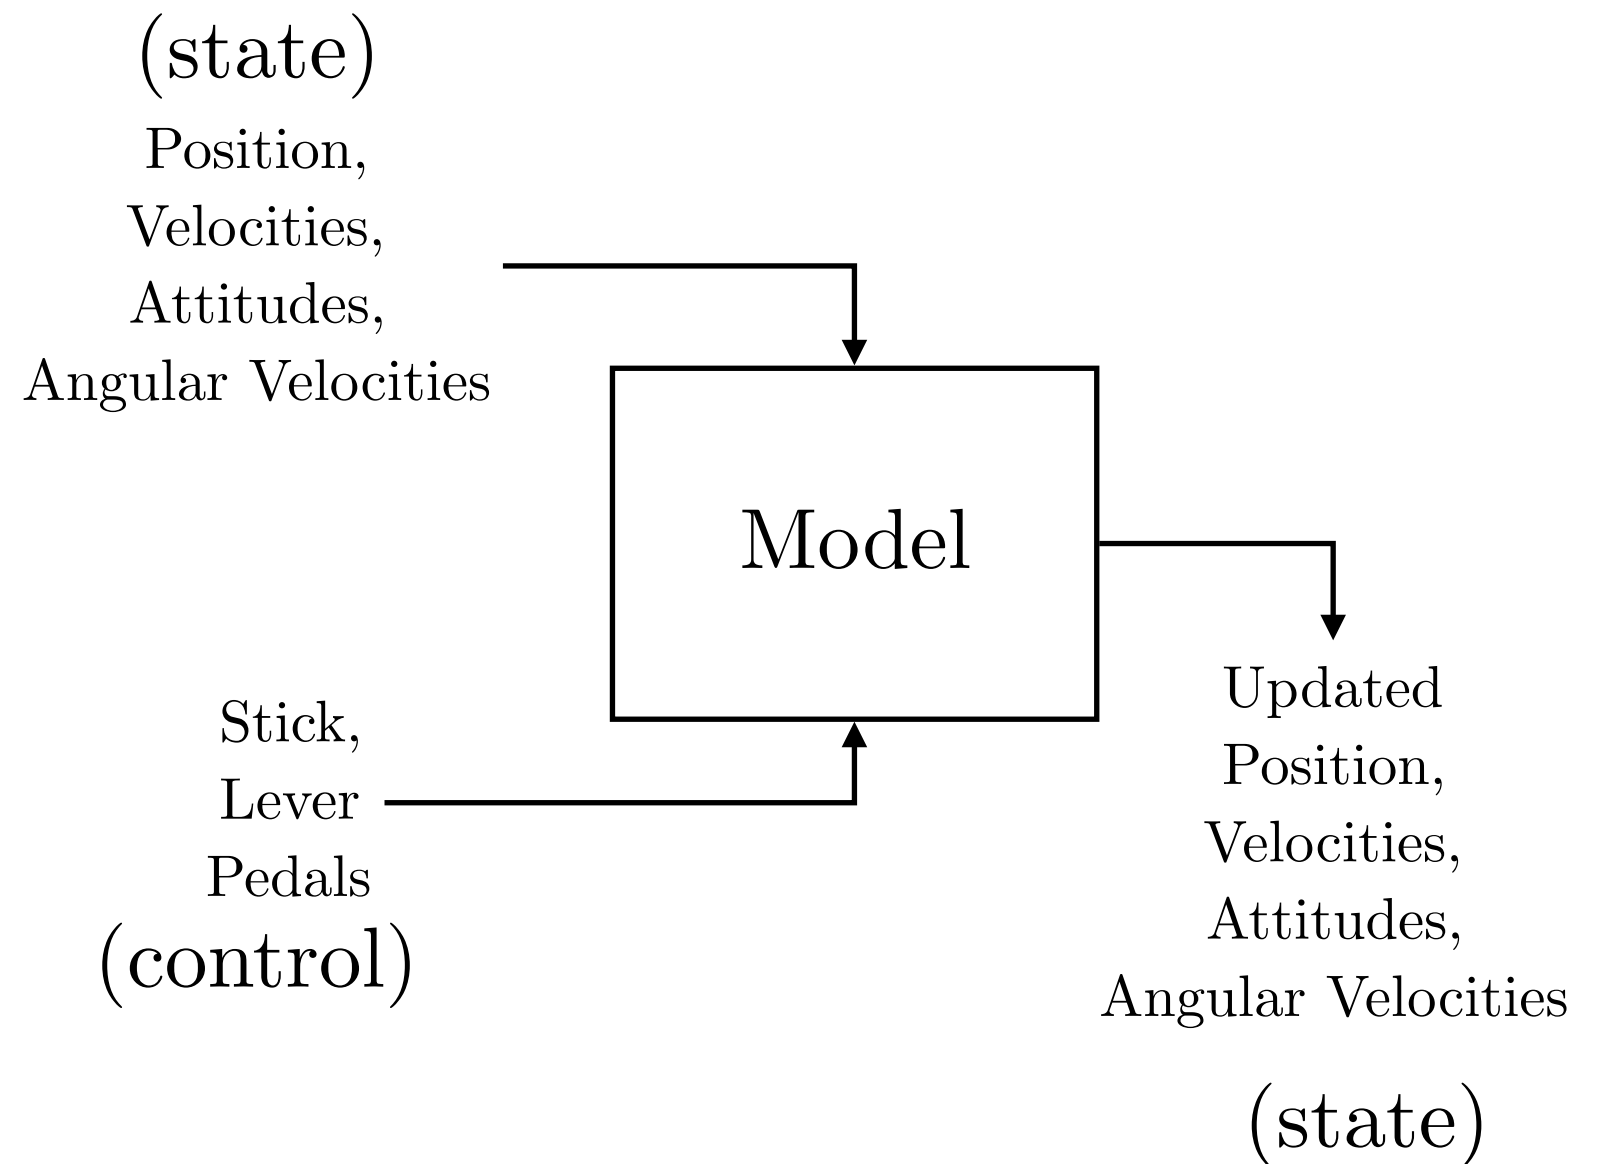 (state)
Position,
Velocities,
Attitudes,
Angular Velocities
Model
Stick,
Lever
Pedals
(control)
Updated
Position,
Velocities,
Attitudes,
Angular Velocities
(state)